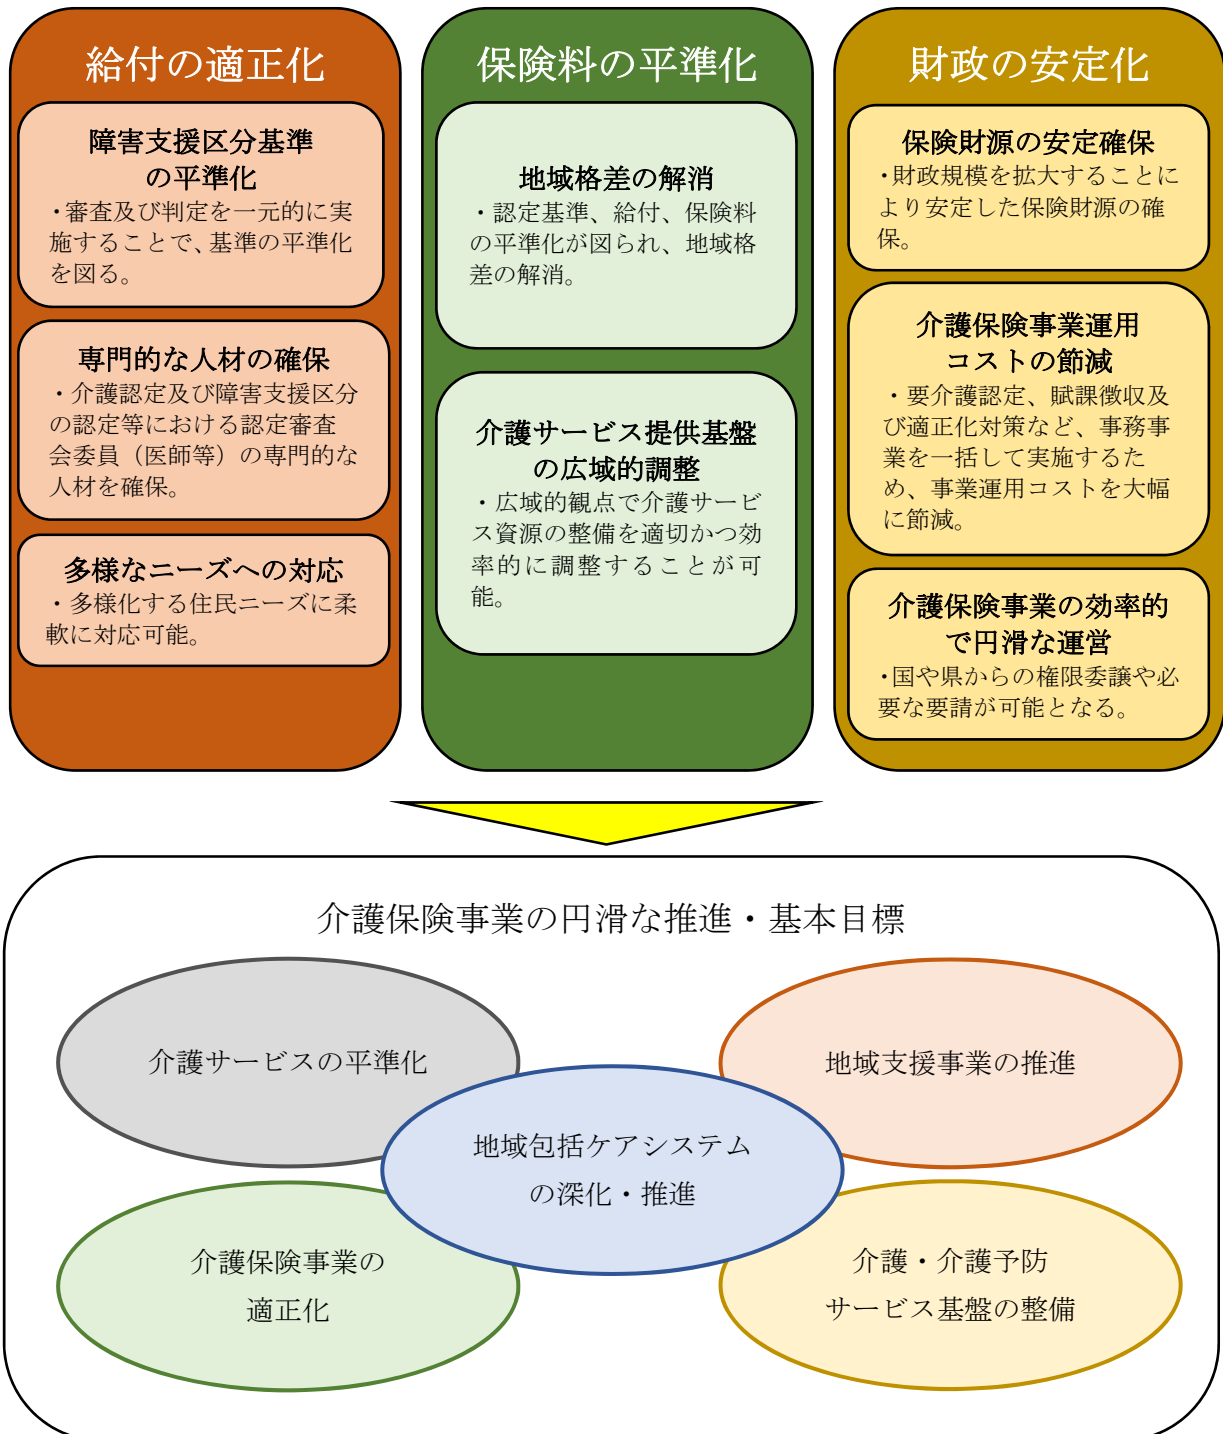 給付の適正化
障害支援区分基準
の平準化
・審査及び判定を一元的に実
施することで、基準の平準化
を図る。
専門的な人材の確保
・介護認定及び障害支援区分
の認定等における認定審査
会委員（医師等）の専門的な
人材を確保。
多様なニーズへの対応
・多様化する住民ニーズに柔
軟に対応可能。
保険料の平準化
地域格差の解消
・認定基準、給付、保険料
の平準化が図られ、地域格
差の解消。
介護サービス提供基盤
の広域的調整
・広域的観点で介護サービ
ス資源の整備を適切かつ効
率的に調整することが可
能。
財政の安定化
保険財源の安定確保
・財政規模を拡大することに
より安定した保険財源の確
保。
介護保険事業運用
コストの節減
・要介護認定、賦課徴収及
び適正化対策など、事務事
業を一括して実施するた
め、事業運用コストを大幅
に節減。
介護保険事業の効率的
で円滑な運営
・国や県からの権限委譲や必
要な要請が可能となる。
介護保険事業の円滑な推進・基本目標
介護サービスの平準化
地域支援事業の推進
地域包括ケアシステム
の深化・推進
介護保険事業の
適正化
介護・介護予防
サービス基盤の整備